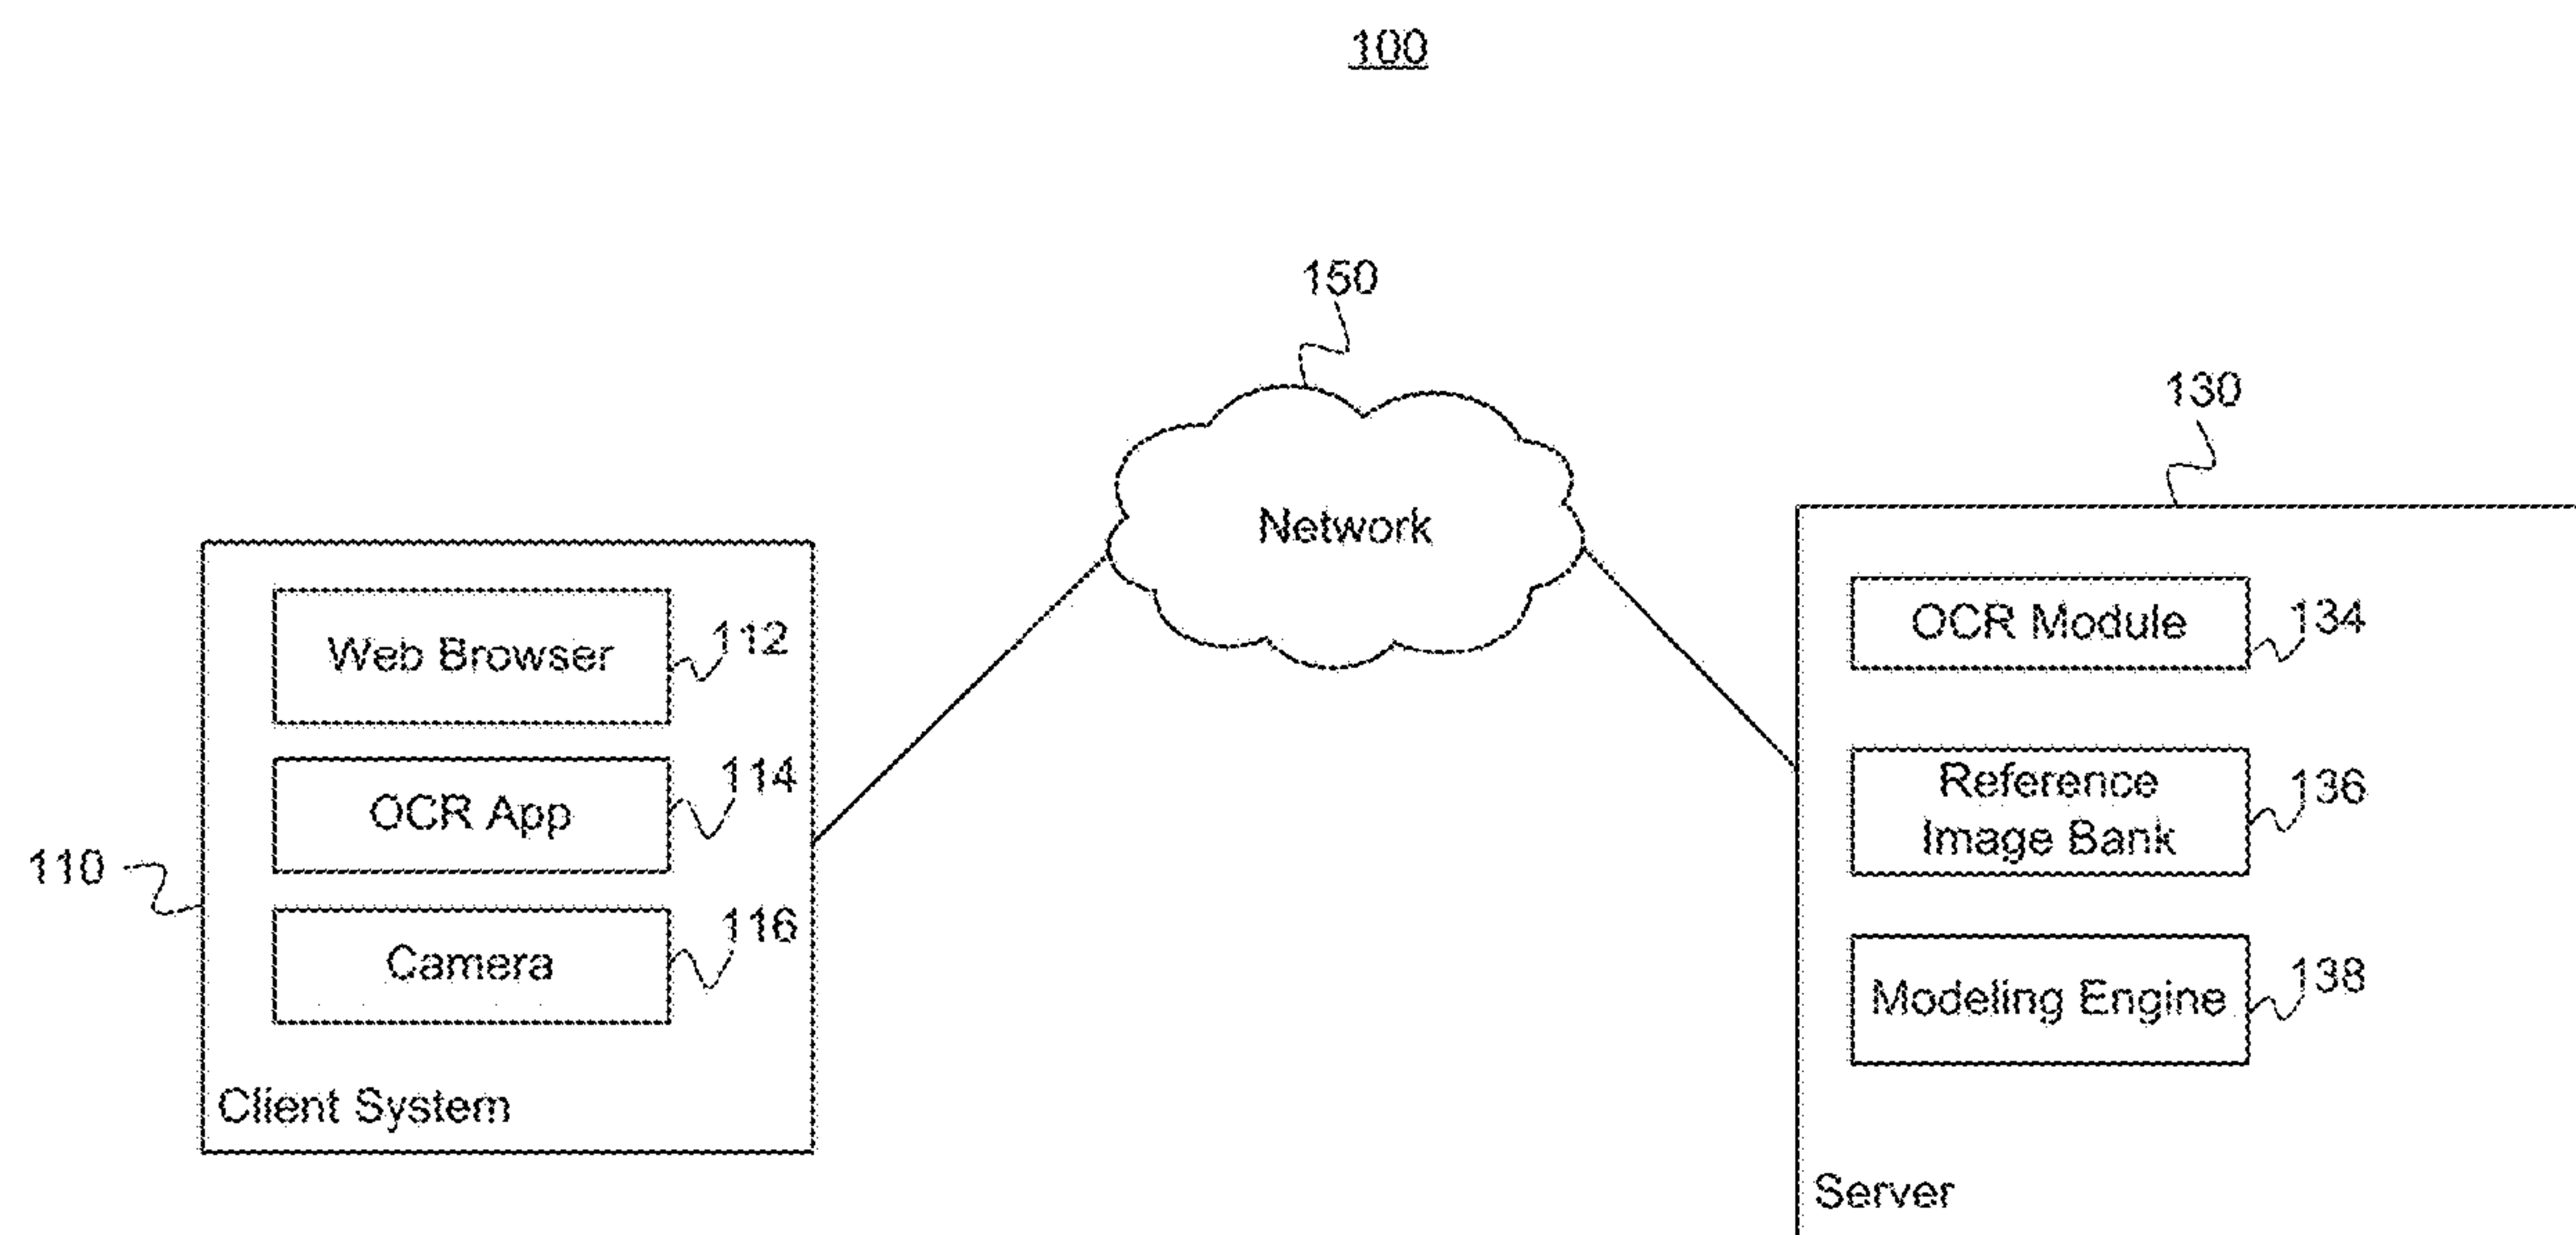 100
150
Network
130
Web Browser
112
OCR App
114
Camera
116
110
Client System
OCR Module
134
Reference
Image Bank
136
Modeling Engine
138
Server